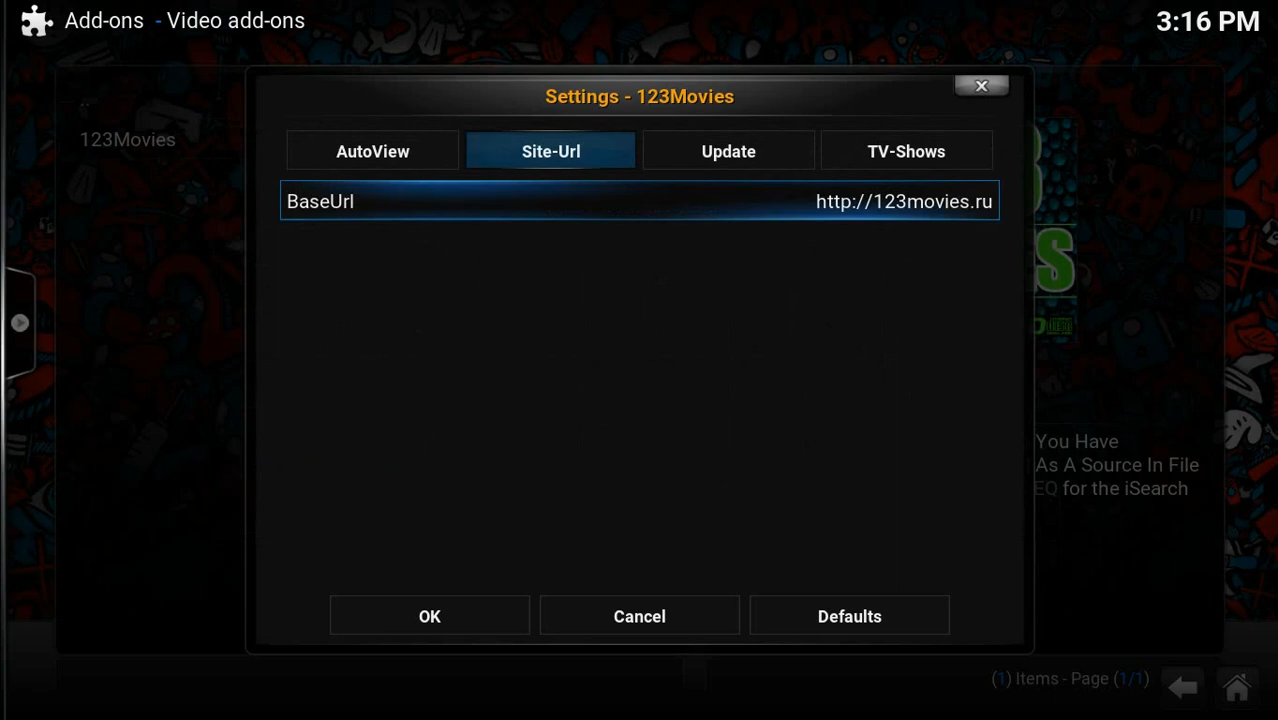 Add-ons - Video add-ons
3:16 PM
Settings - 123Movies
123Movies
AutoView
Site-Url
Update
TV-Shows
BaseUrl
http://123movies.ru
You Have
As A Source In File
EQ for the iSearch
OK
Cancel
Defaults
(1) Items - Page (1/1)